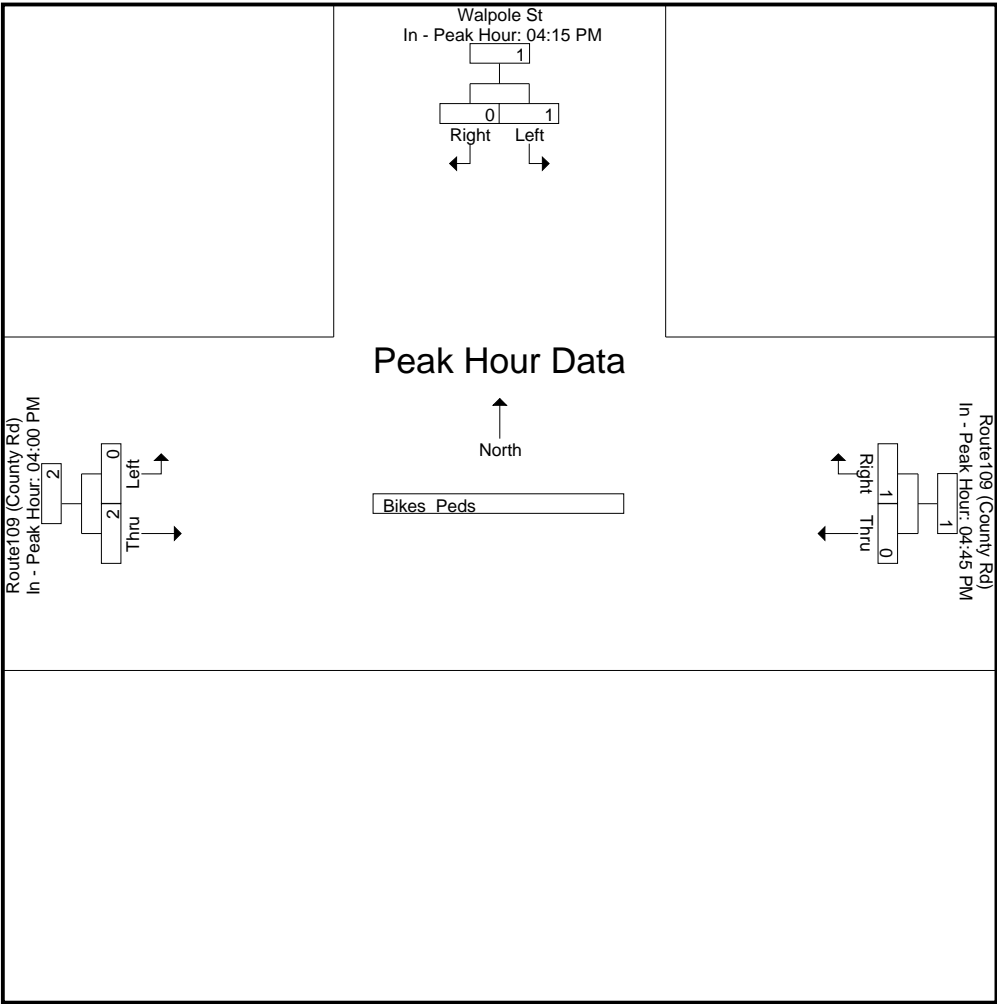 Walpole St
In - Peak Hour: 04:15 PM
1
0 1
Right Left
Peak Hour Data
North
Bikes Peds
Route109 (County Rd)
In - Peak Hour: 04:00 PM
2
0 2
Left Thru
Route109 (County Rd)
In - Peak Hour: 04:45 PM
1
1 0
Right Thru